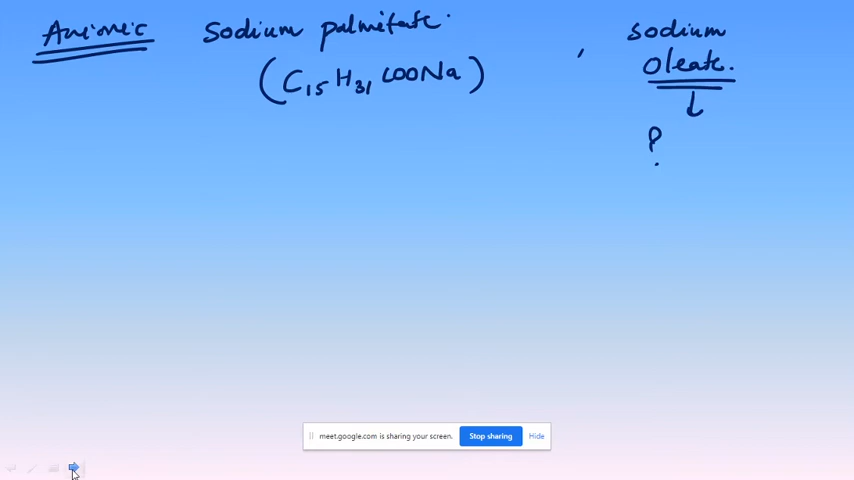 Anionic sodium palmitate. , sodium
(C15H31COONa) oleate.
?
meet.google.com is sharing your screen. Stop sharing Hide